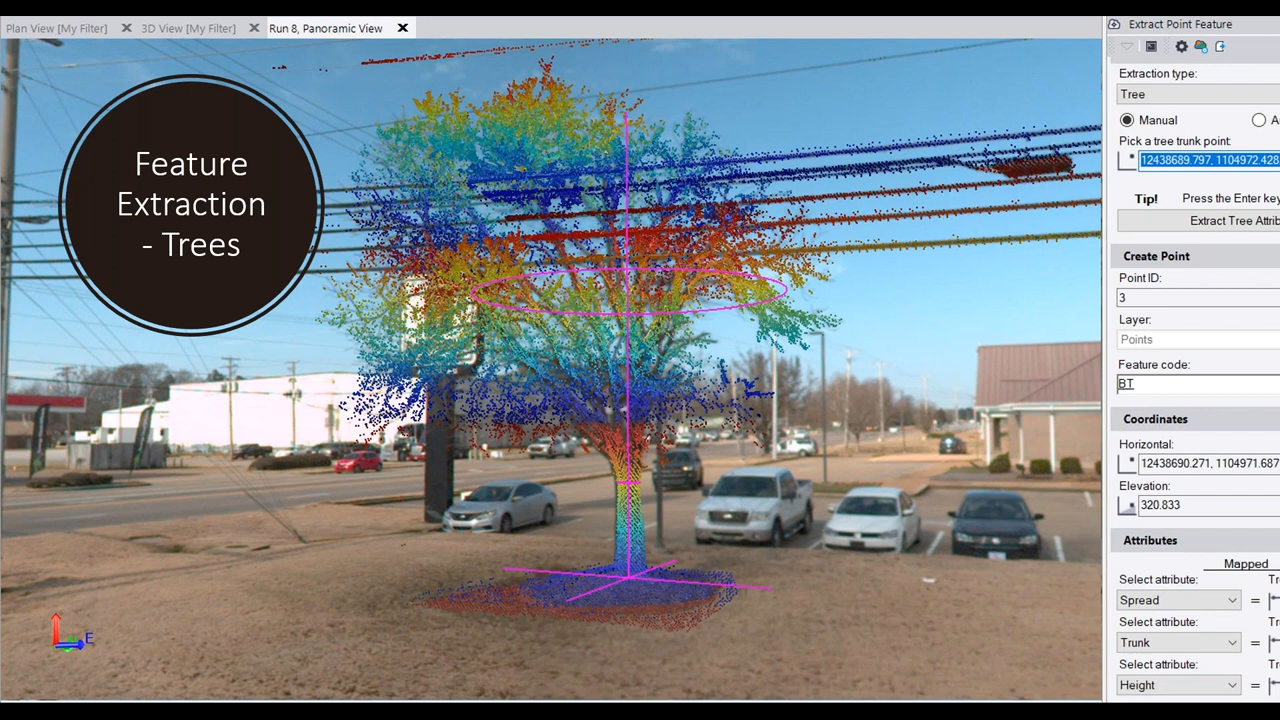 Plan View [My Filter]
3D View [My Filter]
Run 8, Panoramic View
Extract Point Feature
Feature
Extraction
- Trees
Extraction type:
Tree
Manual
Pick a tree trunk point:
12438689.797, 1104972.428
Tip!
Press the Enter key
Extract Tree Attrib
Create Point
Point ID:
3
Layer:
Points
Feature code:
BT
Coordinates
Horizontal:
12438690.271, 1104971.687
Elevation:
320.833
Attributes
Mapped
Select attribute:
Spread
=
Select attribute:
Trunk
=
Select attribute:
Height
=
E